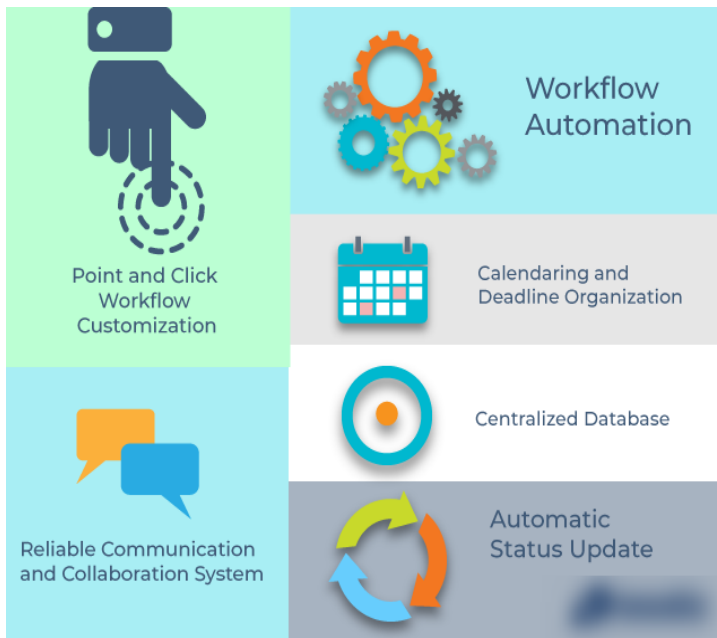 Point and Click
Workflow
Customization
Workflow
Automation
Calendaring and
Deadline Organization
Centralized Database
Reliable Communication
and Collaboration System
Automatic
Status Update